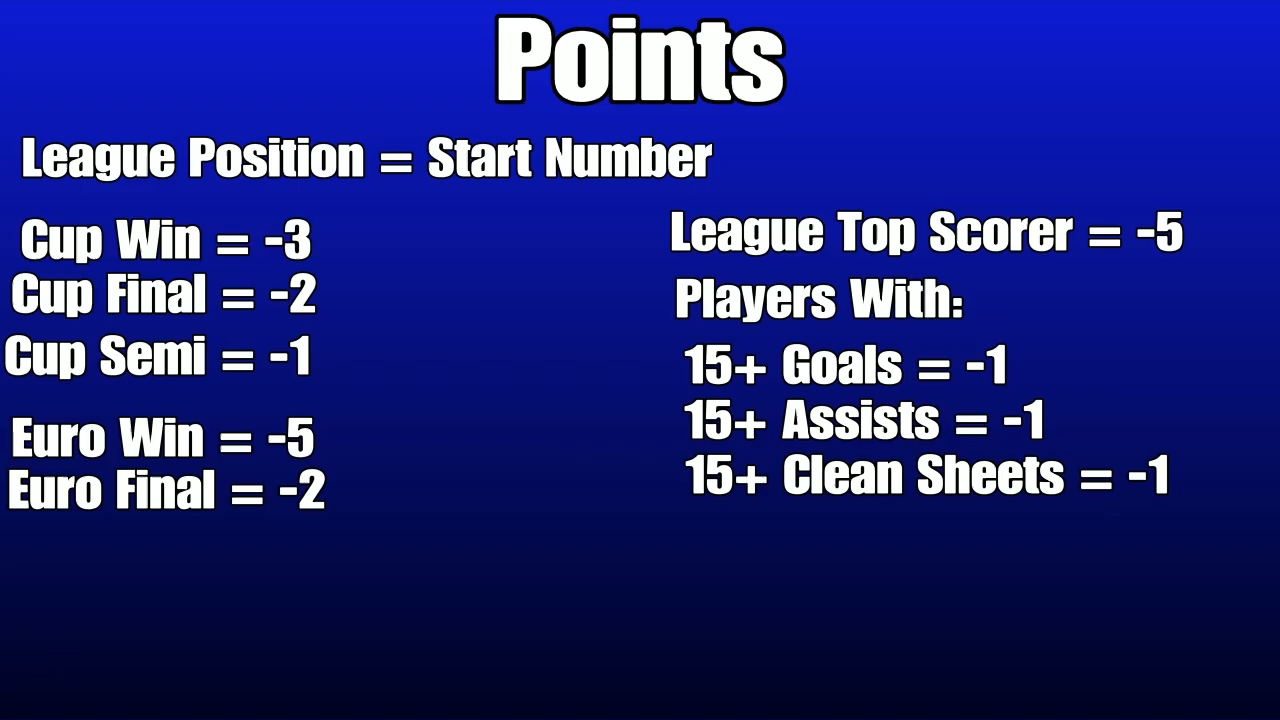 Points
League Position = Start Number
Cup Win = -3
Cup Final = -2
Cup Semi = -1
Euro Win = -5
Euro Final = -2
League Top Scorer = -5
Players With:
15+ Goals = -1
15+ Assists = -1
15+ Clean Sheets = -1